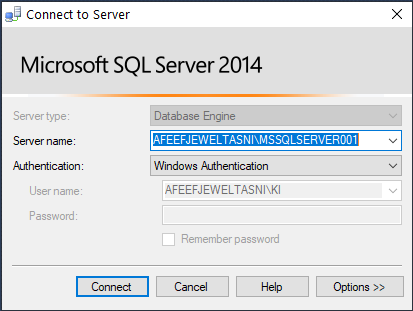 Connect to Server
Microsoft SQL Server 2014
Server type: Database Engine
Server name: AFEEFJEWELTASNI\MSSQLSERVER001
Authentication: Windows Authentication
User name: AFEEFJEWELTASNI\KI
Password:
Remember password
Connect Cancel Help Options >>